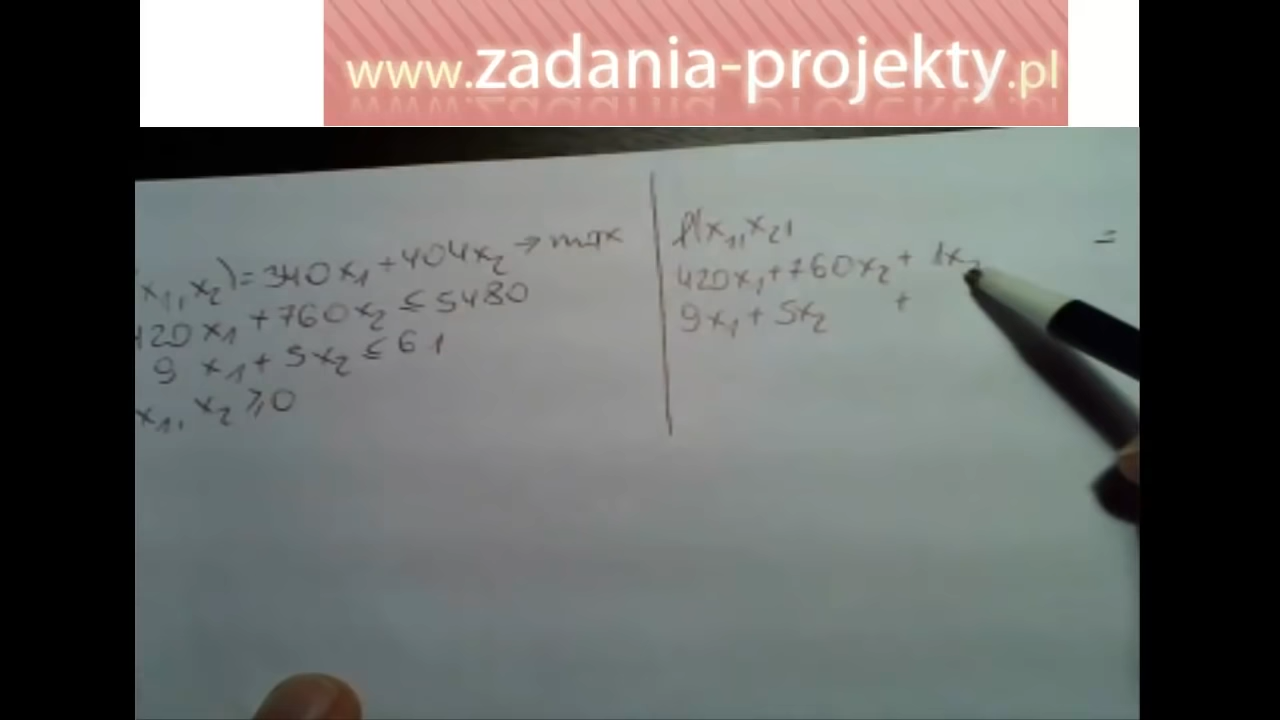 www.zadania-projekty.pl
x₁, x₂) = 340x₁ + 404x₂ → max
420x₁ + 760x₂ ≤ 5480
9x₁ + 5x₂ ≤ 61
x₁, x₂ ≥ 0
f(x₁, x₂,
=
420x₁ + 760x₂ + 1x₃
9x₁ + 5x₂ +